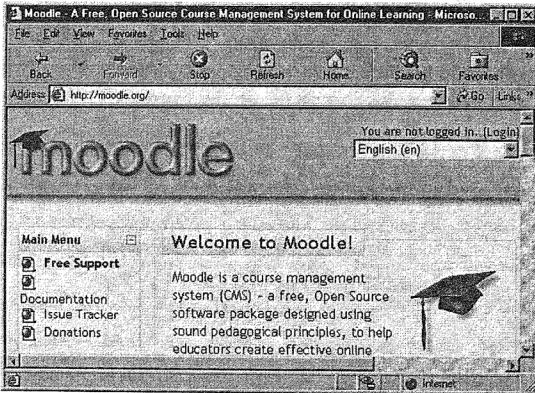 Moodle - A Free, Open Source Course Management System for Online Learning - Microso...
File Edit View Favorites Tools Help
Back Forward Stop Refresh Home Search Favorites
Address http://moodle.org/ Go Links
moodle
You are not logged in. (Login)
English (en)
Main Menu
Free Support
Documentation
Issue Tracker
Donations
Welcome to Moodle!
Moodle is a course management
system (CMS) - a free, Open Source
software package designed using
sound pedagogical principles, to help
educators create effective online
Internet